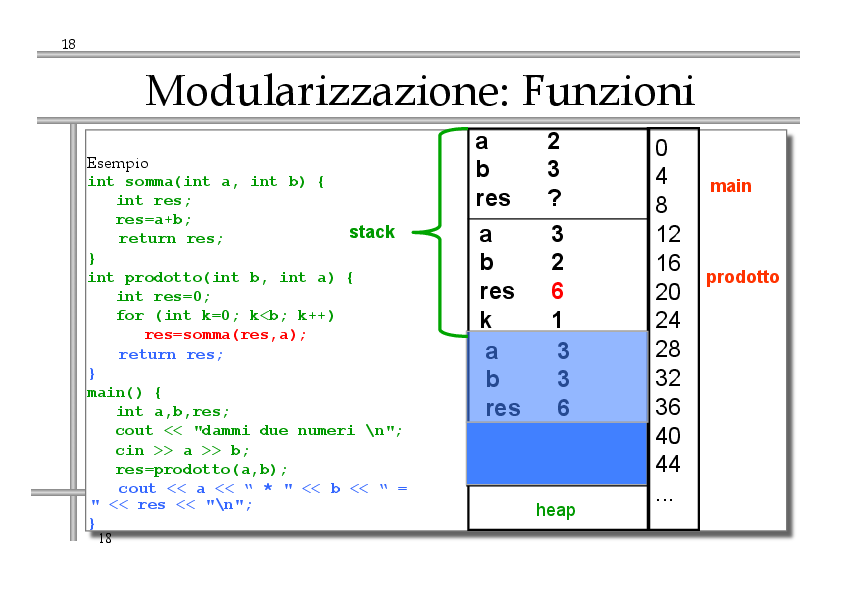 18
Modularizzazione: Funzioni
Esempio
int somma(int a, int b) {
int res;
res=a+b;
return res;
}
int prodotto(int b, int a) {
int res=0;
for (int k=0; k<b; k++)
res=somma(res,a);
return res;
}
main() {
int a,b,res;
cout << "dammi due numeri \n";
cin >> a >> b;
res=prodotto(a,b);
cout << a << “ * " << b << “ =
" << res << "\n";
}
18
stack
a 2
b 3
res ?
a 3
b 2
res 6
k 1
a 3
b 3
res 6
heap
0
4
8
12
16
20
24
28
32
36
40
44
...
main
prodotto